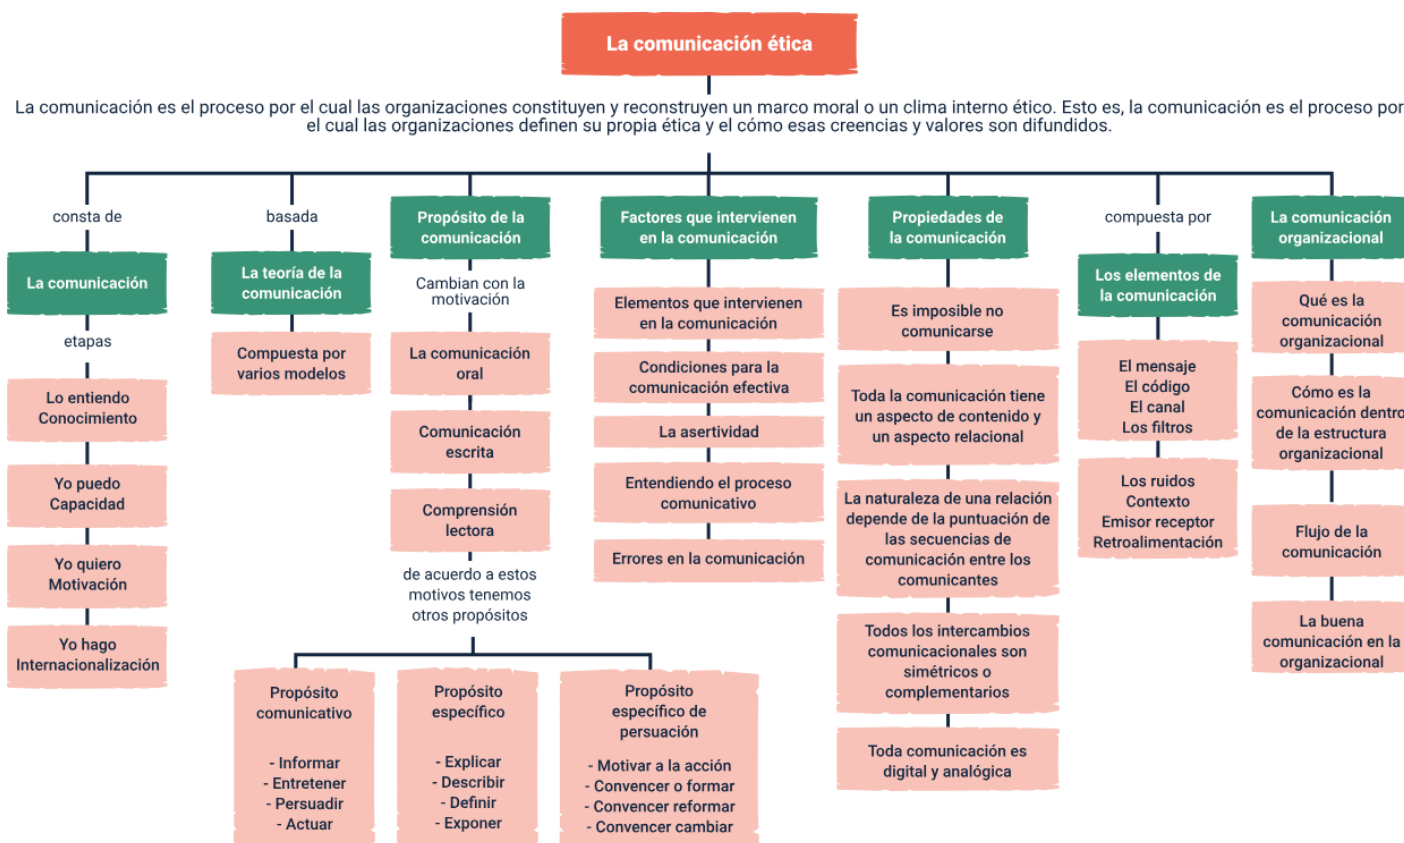 La comunicación ética
La comunicación es el proceso por el cual las organizaciones constituyen y reconstruyen un marco moral o un clima interno ético. Esto es, la comunicación es el proceso por
el cual las organizaciones definen su propia ética y el cómo esas creencias y valores son difundidos.
consta de
La comunicación
etapas
Lo entiendo
Conocimiento
Yo puedo
Capacidad
Yo quiero
Motivación
Yo hago
Internacionalización
basada
La teoría de la
comunicación
Compuesta por
varios modelos
Propósito de la
comunicación
Cambian con la
motivación
La comunicación
oral
Comunicación
escrita
Comprensión
lectora
de acuerdo a estos
motivos tenemos
otros propósitos
Propósito
comunicativo
- Informar
- Entretener
- Persuadir
- Actuar
Propósito
específico
- Explicar
- Describir
- Definir
- Exponer
Propósito
específico de
persuación
- Motivar a la acción
- Convencer o formar
- Convencer reformar
- Convencer cambiar
Factores que intervienen
en la comunicación
Elementos que intervienen
en la comunicación
Condiciones para la
comunicación efectiva
La asertividad
Entendiendo el proceso
comunicativo
Errores en la comunicación
Propiedades de
la comunicación
Es imposible no
comunicarse
Toda la comunicación tiene
un aspecto de contenido y
un aspecto relacional
La naturaleza de una relación
depende de la puntuación de
las secuencias de
comunicación entre los
comunicantes
Todos los intercambios
comunicacionales son
simétricos o
complementarios
Toda comunicación es
digital y analógica
compuesta por
Los elementos de
la comunicación
El mensaje
El código
El canal
Los filtros
Los ruidos
Contexto
Emisor receptor
Retroalimentación
La comunicación
organizacional
Qué es la
comunicación
organizacional
Cómo es la
comunicación dentro
de la estructura
organizacional
Flujo de la
comunicación
La buena
comunicación en la
organizacional